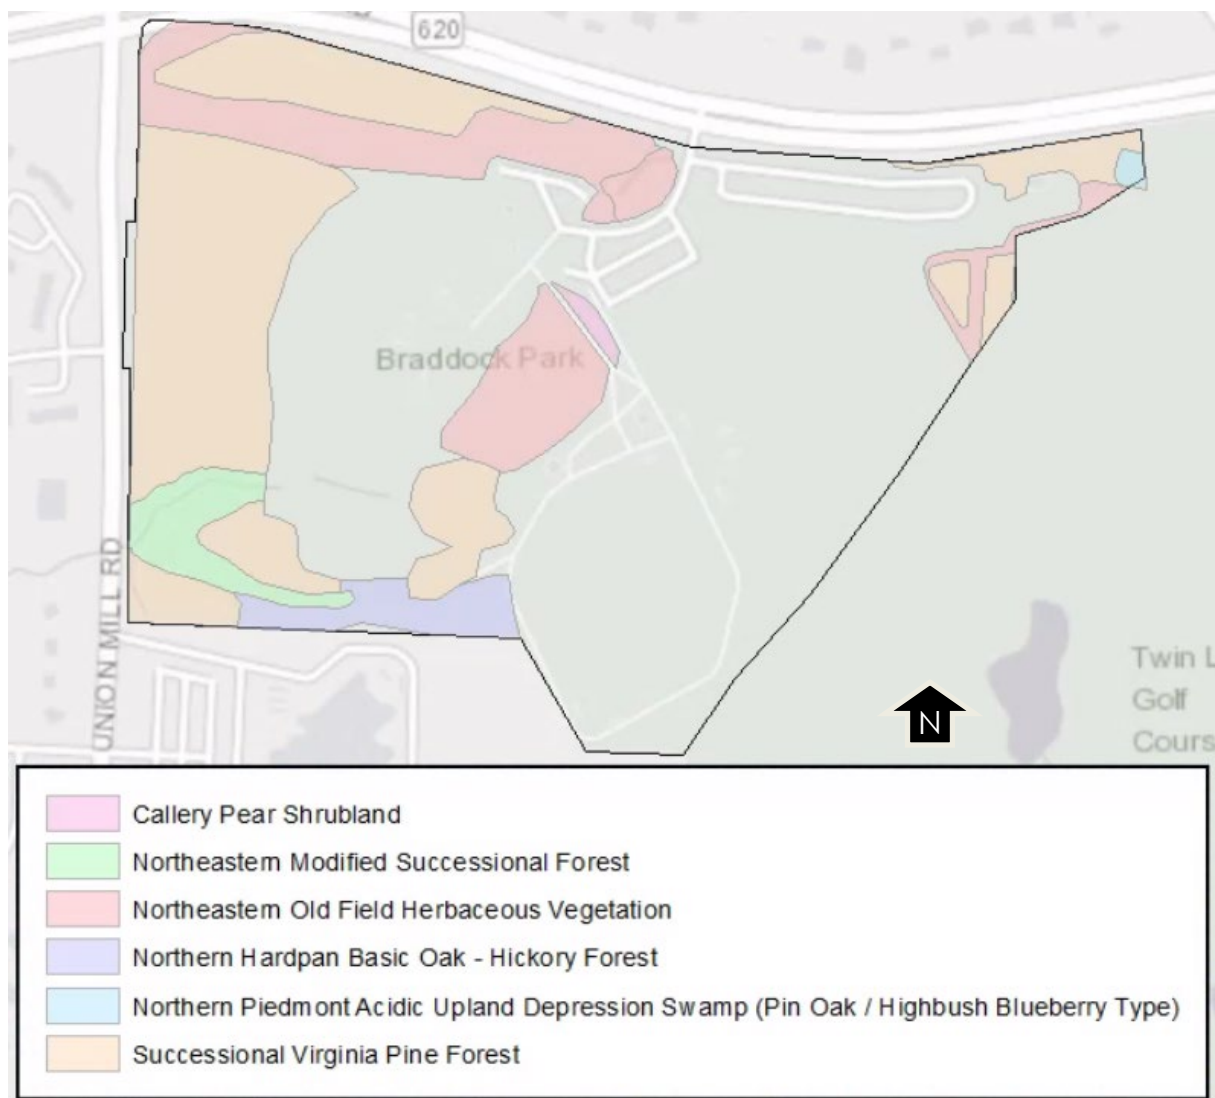 620
Braddock Park
UNION MILL RD
N
Twin L
Golf
Cours
Callery Pear Shrubland
Northeastern Modified Successional Forest
Northeastern Old Field Herbaceous Vegetation
Northern Hardpan Basic Oak - Hickory Forest
Northern Piedmont Acidic Upland Depression Swamp (Pin Oak / Highbush Blueberry Type)
Successional Virginia Pine Forest